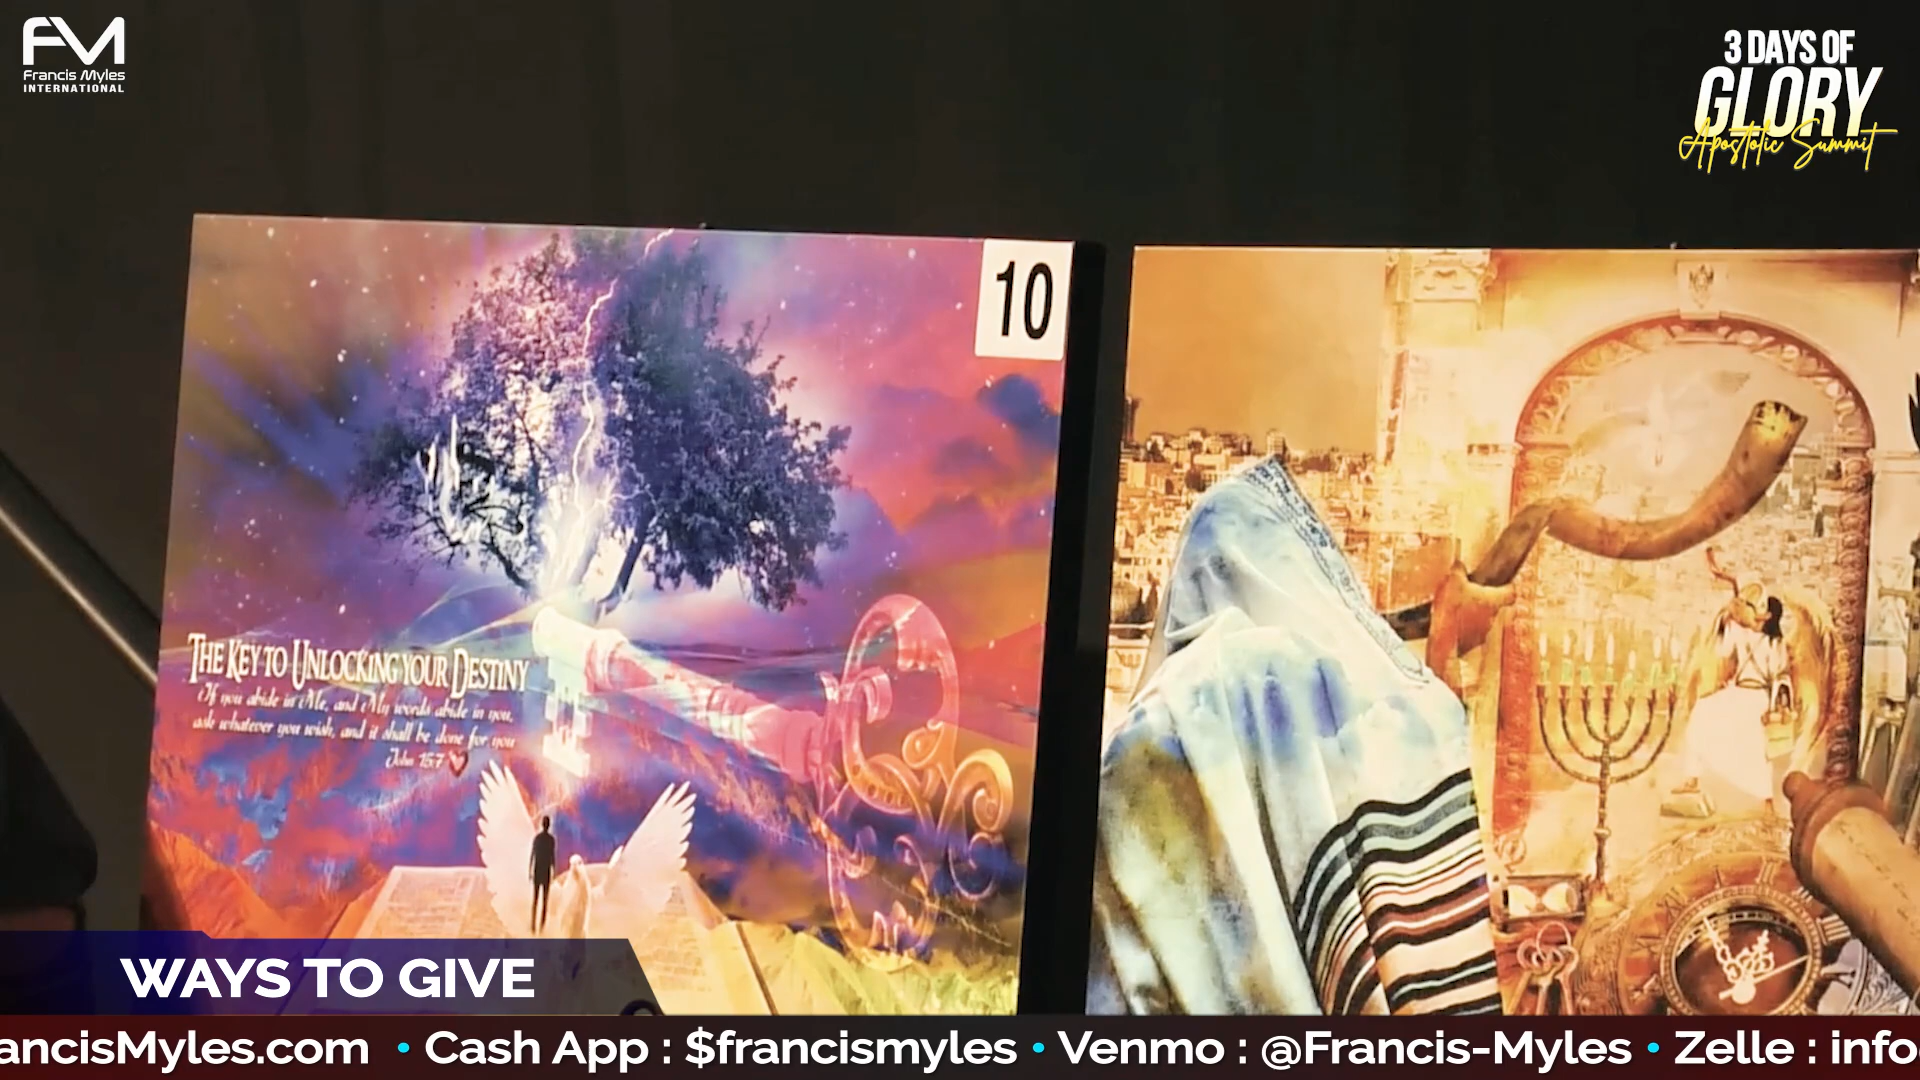 FM
Francis Myles
INTERNATIONAL
3 DAYS OF
GLORY
Apostolic Summit
10
THE KEY TO UNLOCKING YOUR DESTINY
If you abide in Me, and My words abide in you,
ask whatever you wish, and it shall be done for you
John 15:7
WAYS TO GIVE
ancisMyles.com • Cash App : $francismyles • Venmo : @Francis-Myles • Zelle : info